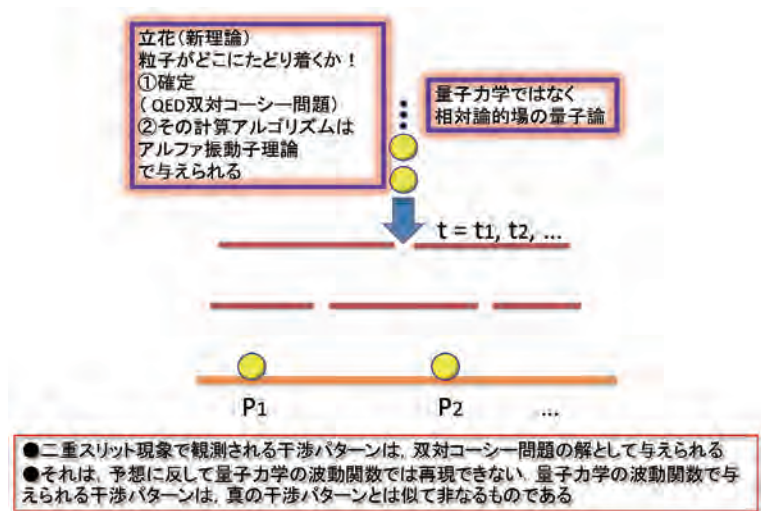 立花(新理論)
粒子がどこにたどり着くか！
①確定
( QED双対コーシー問題)
②その計算アルゴリズムは
アルファ振動子理論
で与えられる
量子力学ではなく
相対論的場の量子論
t = t1, t2, ...
P1 P2 ...
●二重スリット現象で観測される干渉パターンは，双対コーシー問題の解として与えられる
●それは，予想に反して量子力学の波動関数では再現できない．量子力学の波動関数で与
えられる干渉パターンは，真の干渉パターンとは似て非なるものである